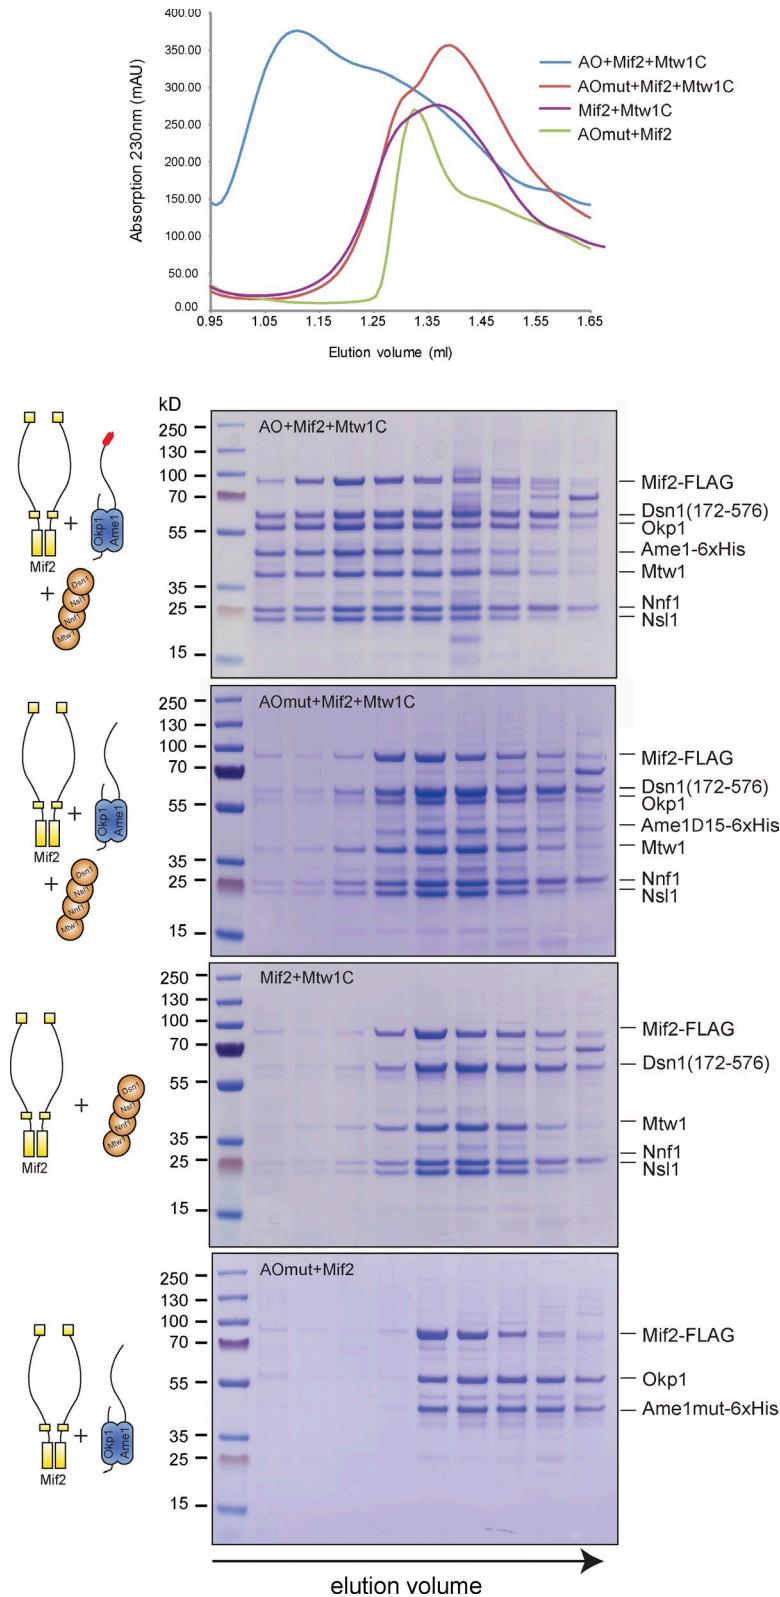 400.00
350.00
300.00
250.00
200.00
150.00
100.00
50.00
0.00
Absorption 230nm (mAU)
AO+Mif2+Mtw1C
AOmut+Mif2+Mtw1C
Mif2+Mtw1C
AOmut+Mif2
0.95 1.05 1.15 1.25 1.35 1.45 1.55 1.65
Elution volume (ml)
kD
AO+Mif2+Mtw1C
250
130
100
70
55
35
25
15
Okp1
Ame1
Mif2
+
+
Dsn1
Nsl1
Nnf1
Mtw1
Mif2-FLAG
Dsn1(172-576)
Okp1
Ame1-6xHis
Mtw1
Nnf1
Nsl1
AOmut+Mif2+Mtw1C
250
130
100
70
55
35
25
15
Okp1
Ame1
Mif2
+
+
Dsn1
Nsl1
Nnf1
Mtw1
Mif2-FLAG
Dsn1(172-576)
Okp1
Ame1D15-6xHis
Mtw1
Nnf1
Nsl1
Mif2+Mtw1C
250
130
100
70
55
35
25
15
Mif2
+
Dsn1
Nsl1
Nnf1
Mtw1
Mif2-FLAG
Dsn1(172-576)
Mtw1
Nnf1
Nsl1
AOmut+Mif2
250
130
100
70
55
35
25
15
Okp1
Ame1
Mif2
+
Mif2-FLAG
Okp1
Ame1mut-6xHis
elution volume